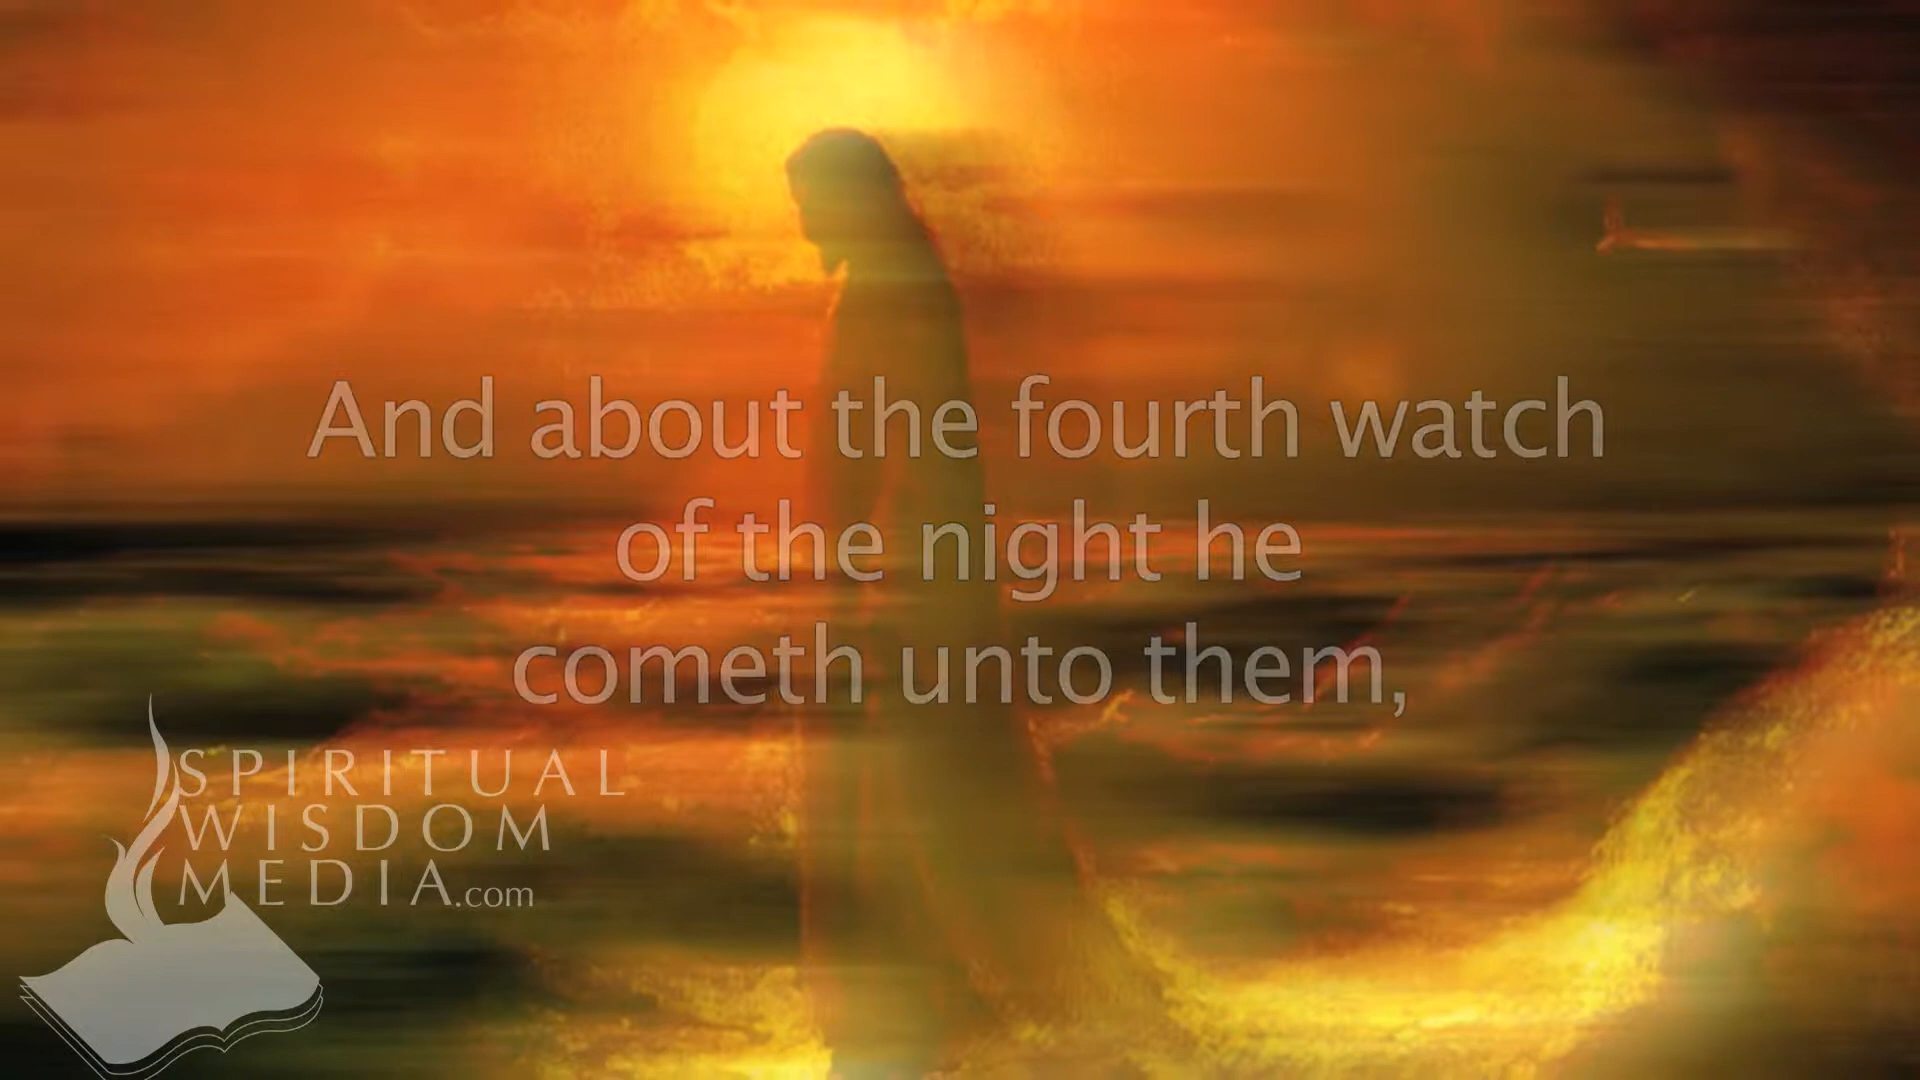 And about the fourth watch
of the night he
cometh unto them,
SPIRITUAL
WISDOM
MEDIA.com